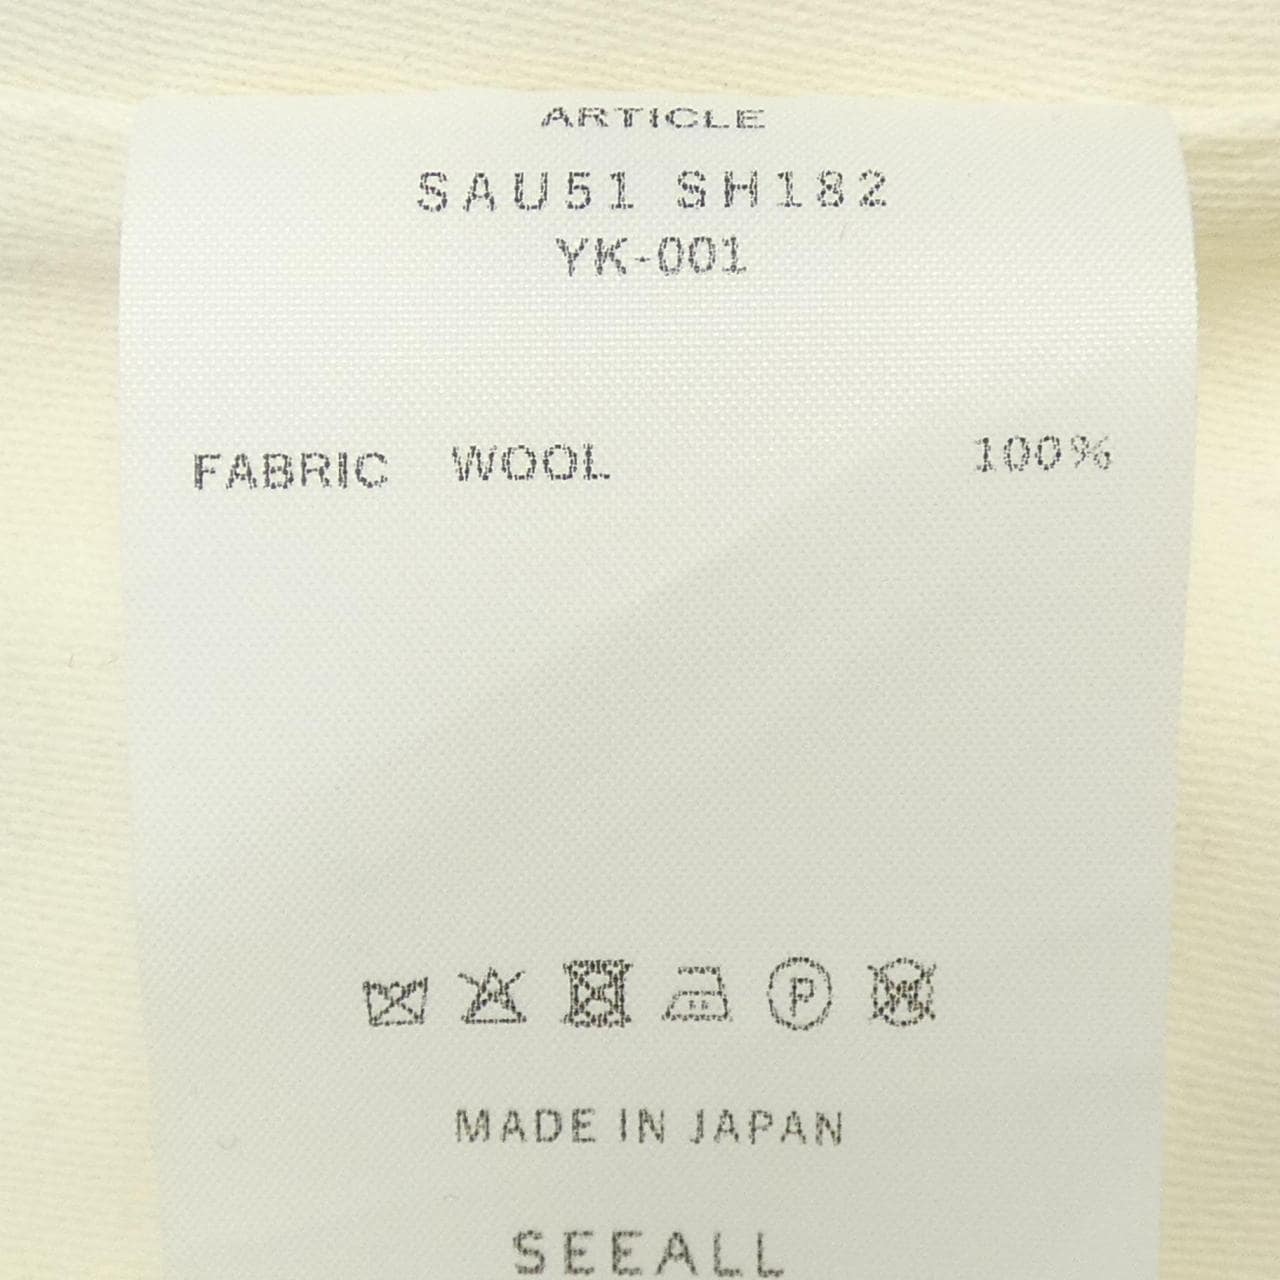 ARTICLE
SAU51 SH182
YK-001
FABRIC WOOL 100%
P W
MADE IN JAPAN
SEEALL